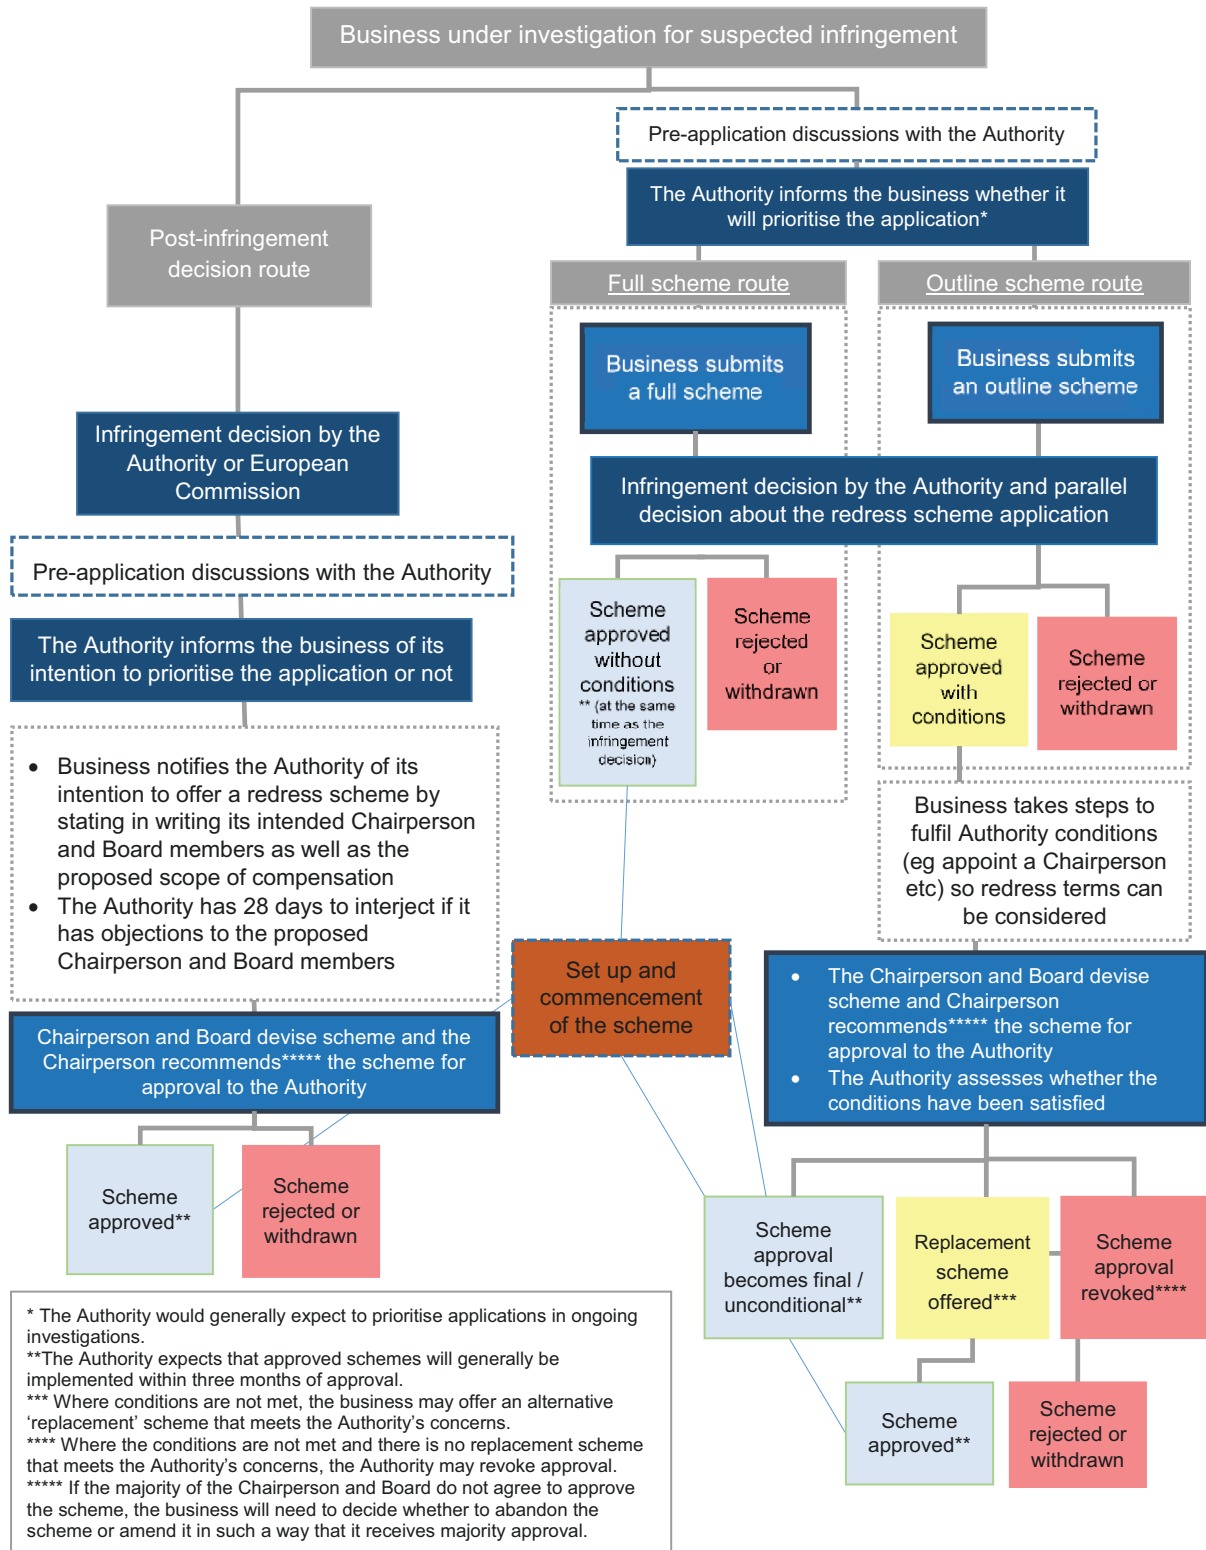 Business under investigation for suspected infringement
Pre-application discussions with the Authority
The Authority informs the business whether it
will prioritise the application*
Post-infringement
decision route
Full scheme route
Outline scheme route
Business submits
a full scheme
Business submits
an outline scheme
Infringement decision by the
Authority or European
Commission
Infringement decision by the Authority and parallel
decision about the redress scheme application
Pre-application discussions with the Authority
The Authority informs the business of its
intention to prioritise the application or not
Scheme
approved
without
conditions
** (at the same
time as the
infringement
decision)
Scheme
rejected
or
withdrawn
Scheme
approved
with
conditions
Scheme
rejected or
withdrawn
• Business notifies the Authority of its
intention to offer a redress scheme by
stating in writing its intended Chairperson
and Board members as well as the
proposed scope of compensation
• The Authority has 28 days to interject if it
has objections to the proposed
Chairperson and Board members
Business takes steps to
fulfil Authority conditions
(eg appoint a Chairperson
etc) so redress terms can
be considered
Set up and
commencement
of the scheme
• The Chairperson and Board devise
scheme and Chairperson
recommends***** the scheme for
approval to the Authority
• The Authority assesses whether the
conditions have been satisfied
Chairperson and Board devise scheme and the
Chairperson recommends***** the scheme for
approval to the Authority
Scheme
approved**
Scheme
rejected or
withdrawn
Scheme
approval
becomes final /
unconditional**
Replacement
scheme
offered***
Scheme
approval
revoked****
Scheme
approved**
Scheme
rejected or
withdrawn
* The Authority would generally expect to prioritise applications in ongoing
investigations.
**The Authority expects that approved schemes will generally be
implemented within three months of approval.
*** Where conditions are not met, the business may offer an alternative
‘replacement’ scheme that meets the Authority’s concerns.
**** Where the conditions are not met and there is no replacement scheme
that meets the Authority’s concerns, the Authority may revoke approval.
***** If the majority of the Chairperson and Board do not agree to approve
the scheme, the business will need to decide whether to abandon the
scheme or amend it in such a way that it receives majority approval.